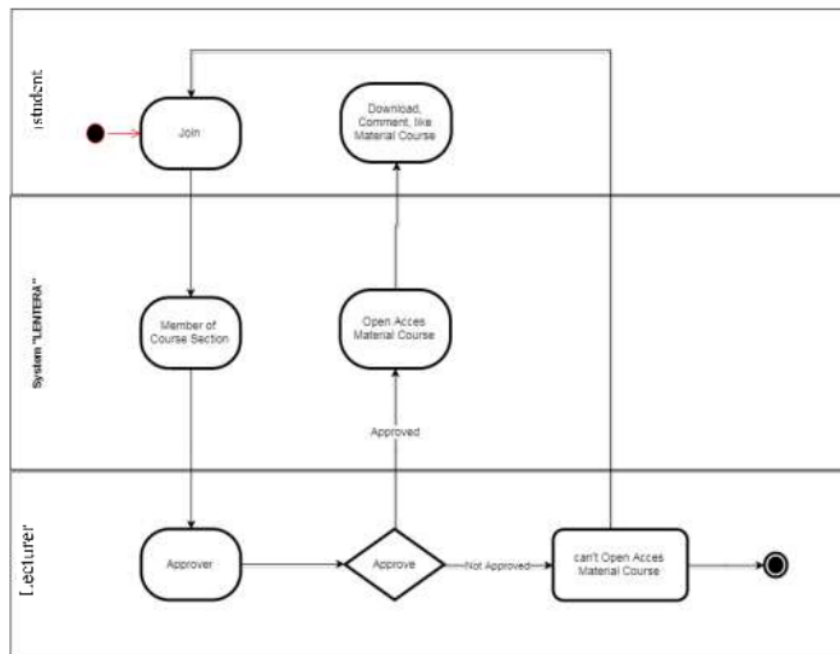 student
Join
Download,
Comment, like
Material Course
System "LENTERA"
Member of
Course Section
Open Acces
Material Course
Approved
Lecturer
Approver
Approve
Not Approved
can't Open Acces
Material Course